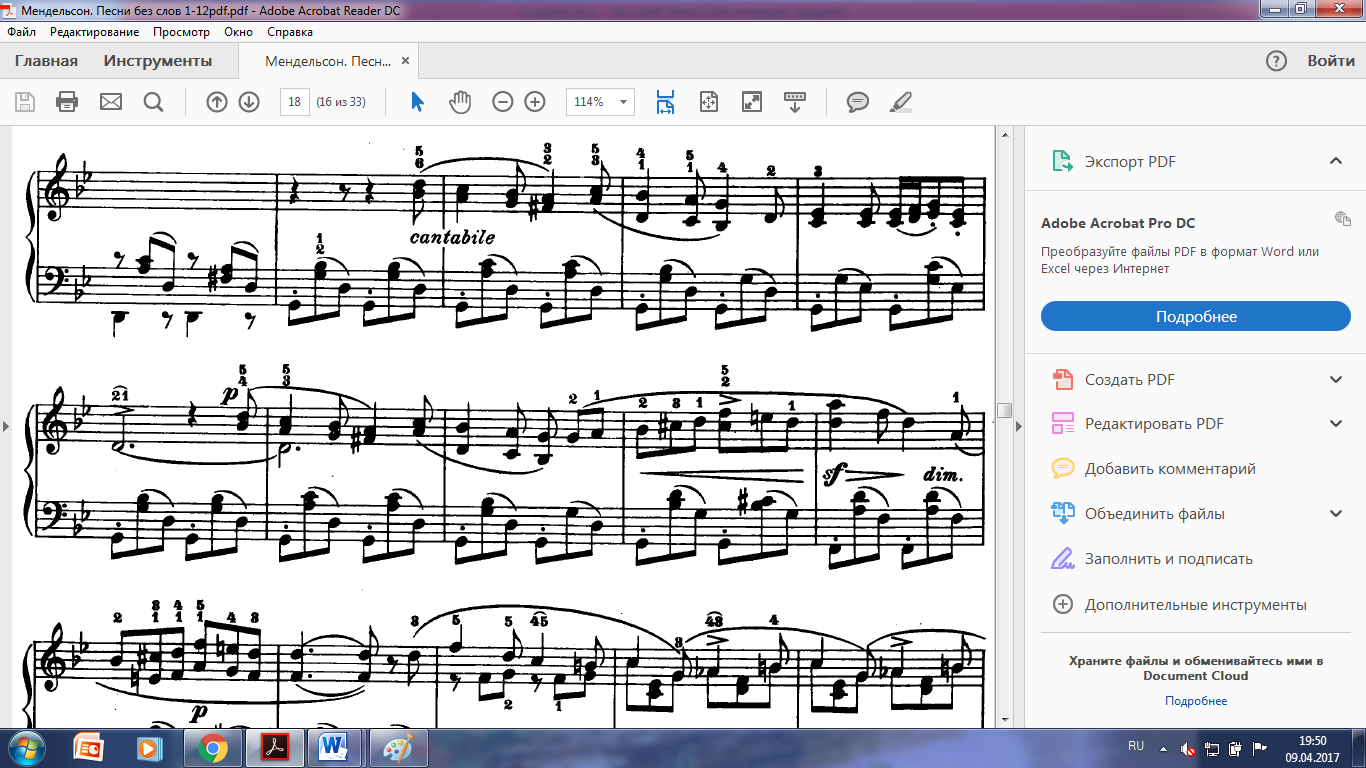 Мендельсон. Песни без слов 1-12pdf.pdf - Adobe Acrobat Reader DC
Файл Редактирование Просмотр Окно Справка
Главная Инструменты Мендельсон. Песн... × Войти
18 (16 из 33) 114%
Экспорт PDF
Adobe Acrobat Pro DC
Преобразуйте файлы PDF в формат Word или
Excel через Интернет
Подробнее
Создать PDF
Редактировать PDF
Добавить комментарий
Объединить файлы
Заполнить и подписать
Дополнительные инструменты
Храните файлы и обменивайтесь ими в
Document Cloud
Подробнее
cantabile
p
sf dim.
p
RU 19:50
09.04.2017